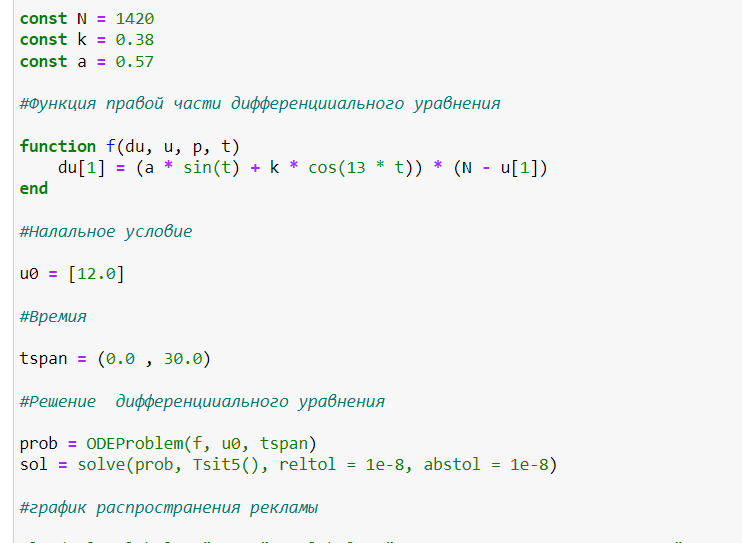 const N = 1420
const k = 0.38
const a = 0.57
#Функция правой части дифференцииального уравнения
function f(du, u, p, t)
du[1] = (a * sin(t) + k * cos(13 * t)) * (N - u[1])
end
#Налальное условие
u0 = [12.0]
#Времия
tspan = (0.0 , 30.0)
#Решение дифференцииального уравнения
prob = ODEProblem(f, u0, tspan)
sol = solve(prob, Tsit5(), reltol = 1e-8, abstol = 1e-8)
#график распространения рекламы